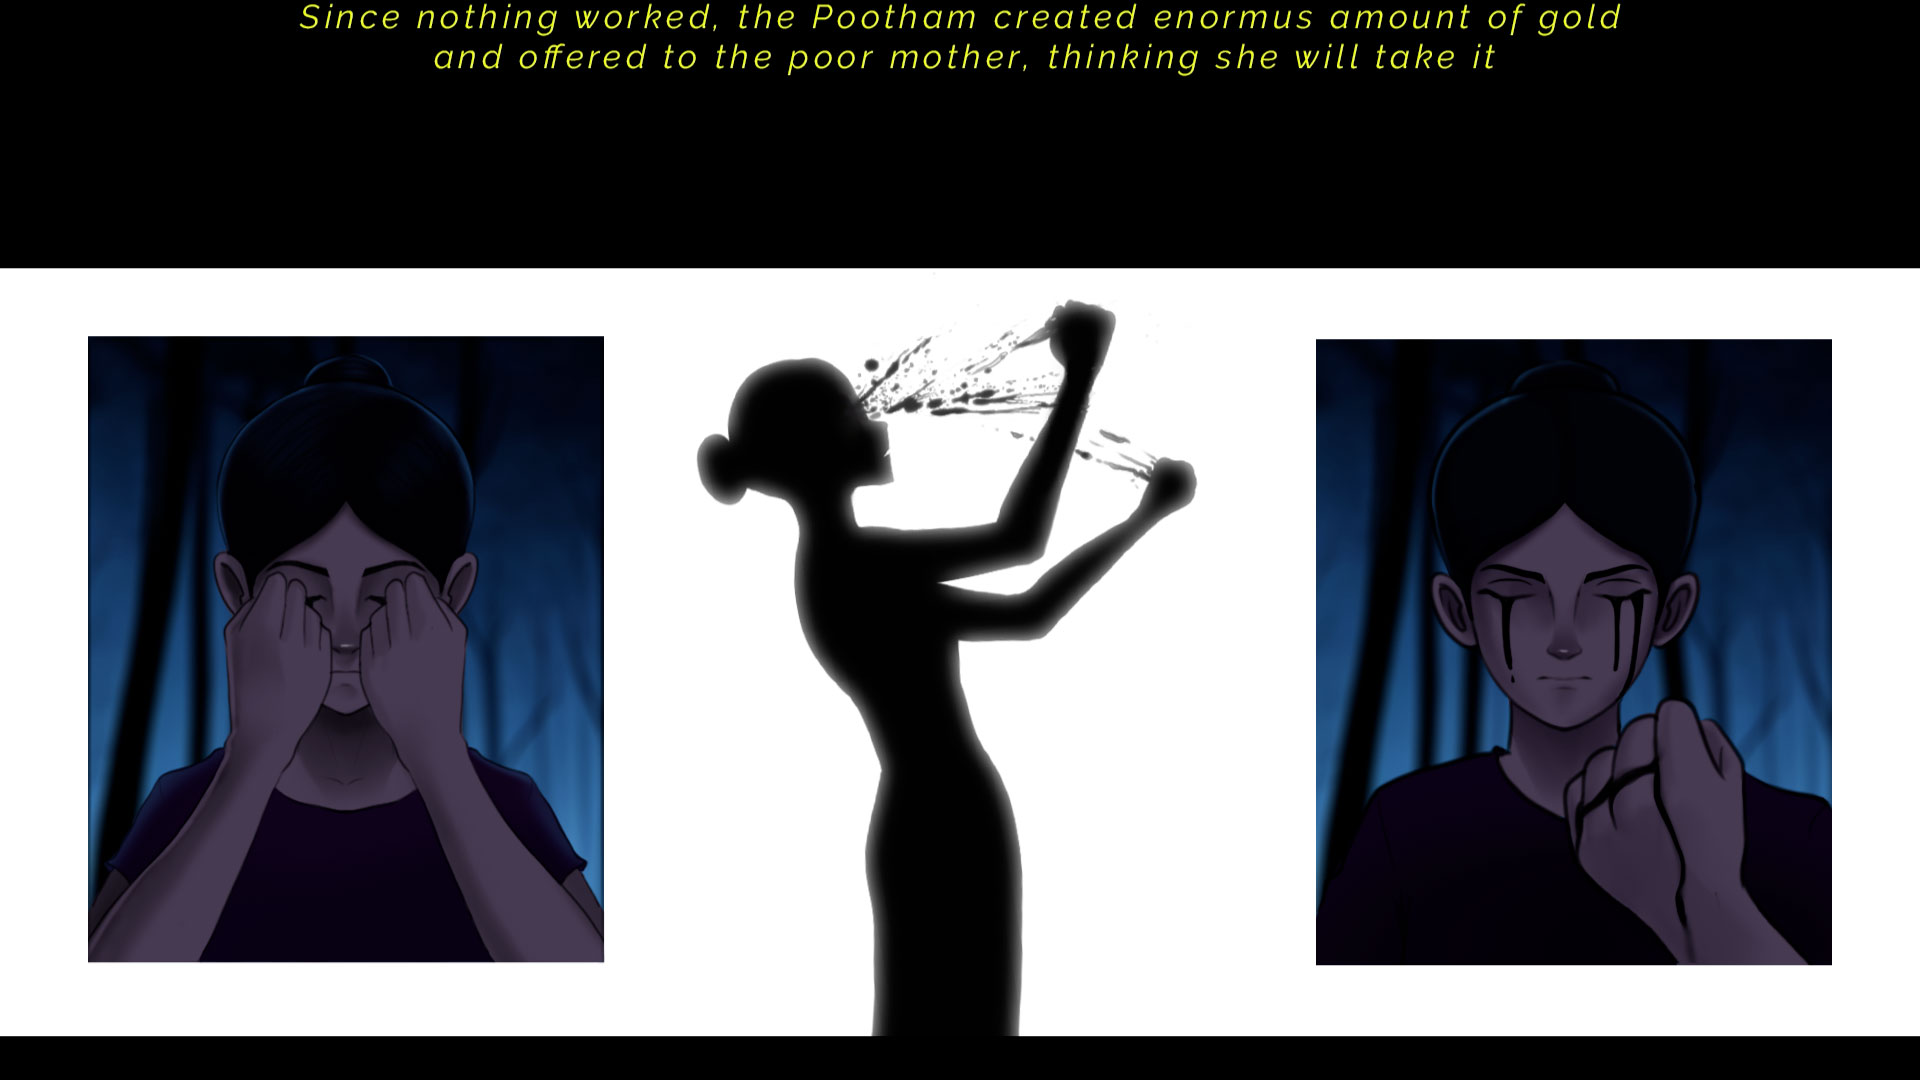 Since nothing worked, the Pootham created enormus amount of gold
and offered to the poor mother, thinking she will take it